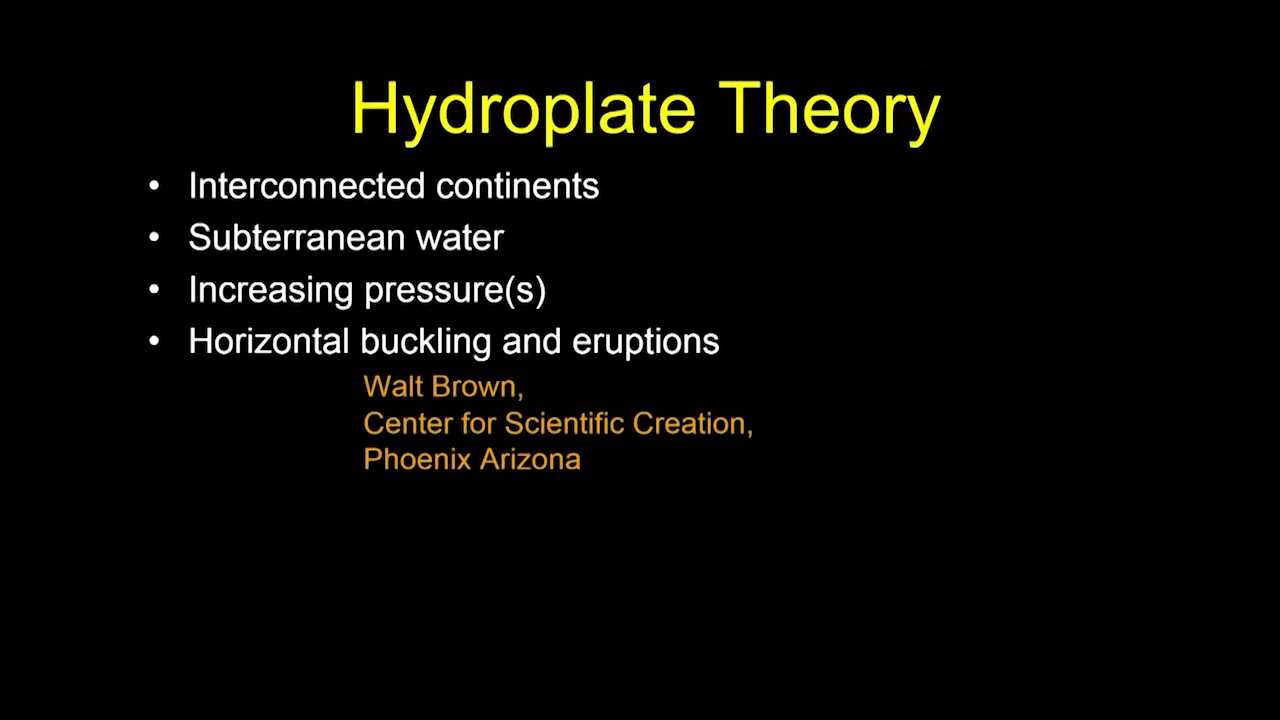 Hydroplate Theory
• Interconnected continents
• Subterranean water
• Increasing pressure(s)
• Horizontal buckling and eruptions
Walt Brown,
Center for Scientific Creation,
Phoenix Arizona